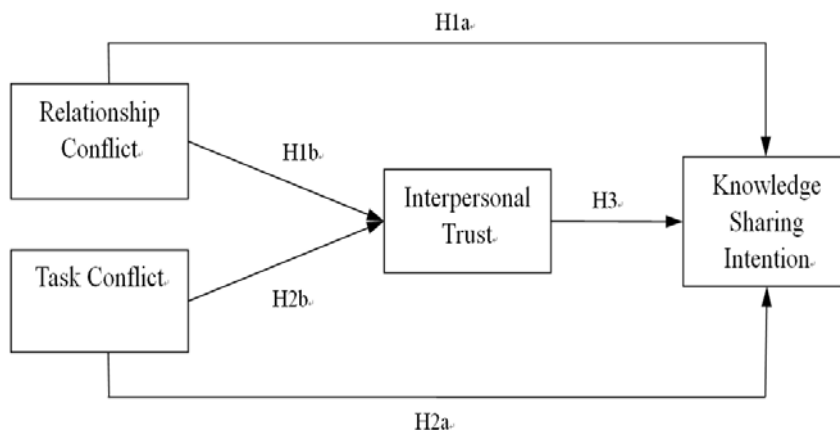 H1a
Relationship
Conflict
H1b
Interpersonal
Trust
H3
Knowledge
Sharing
Intention
Task Conflict
H2b
H2a